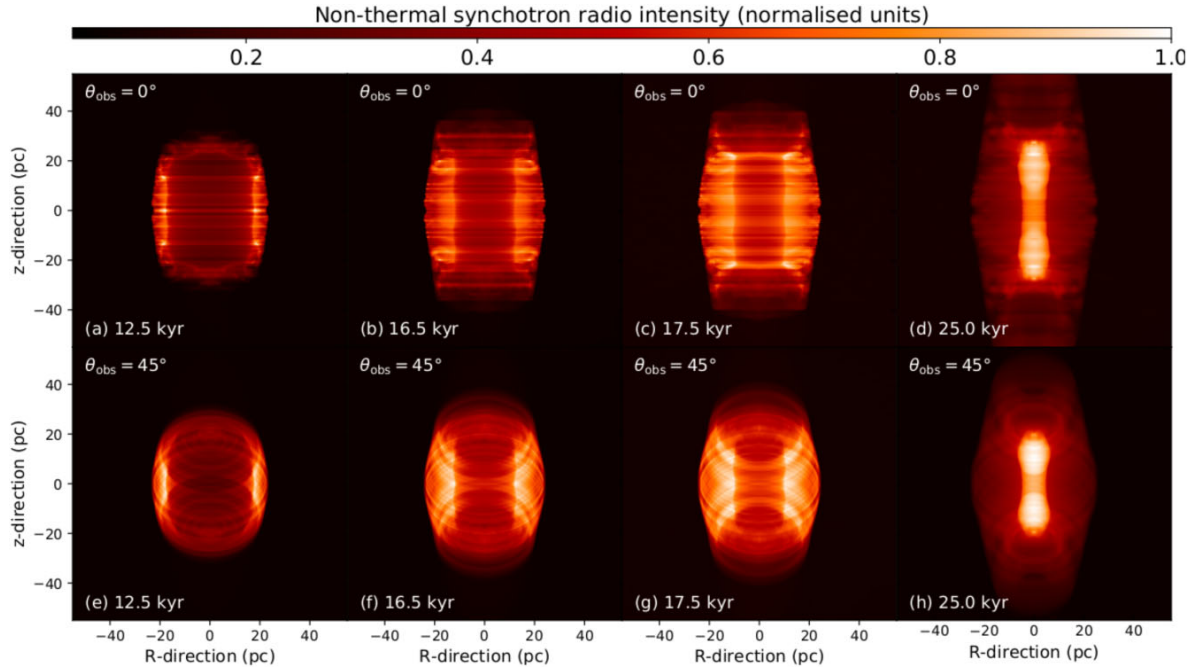 Non-thermal synchrotron radio intensity (normalised units)
0.2 0.4 0.6 0.8 1.0
θobs = 0° θobs = 0° θobs = 0° θobs = 0°
40
20
0
−20
−40
z-direction (pc)
(a) 12.5 kyr (b) 16.5 kyr (c) 17.5 kyr (d) 25.0 kyr
θobs = 45° θobs = 45° θobs = 45° θobs = 45°
40
20
0
−20
−40
z-direction (pc)
(e) 12.5 kyr (f) 16.5 kyr (g) 17.5 kyr (h) 25.0 kyr
−40 −20 0 20 40 −40 −20 0 20 40 −40 −20 0 20 40 −40 −20 0 20 40
R-direction (pc) R-direction (pc) R-direction (pc) R-direction (pc)